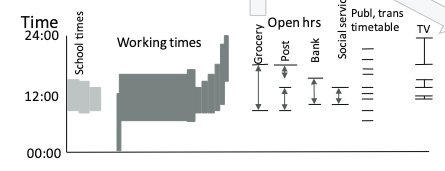 Time
24:00
12:00
00:00
School times
Working times
Open hrs
Grocery
Post
Bank
Social servic
Publ, trans
timetable
TV